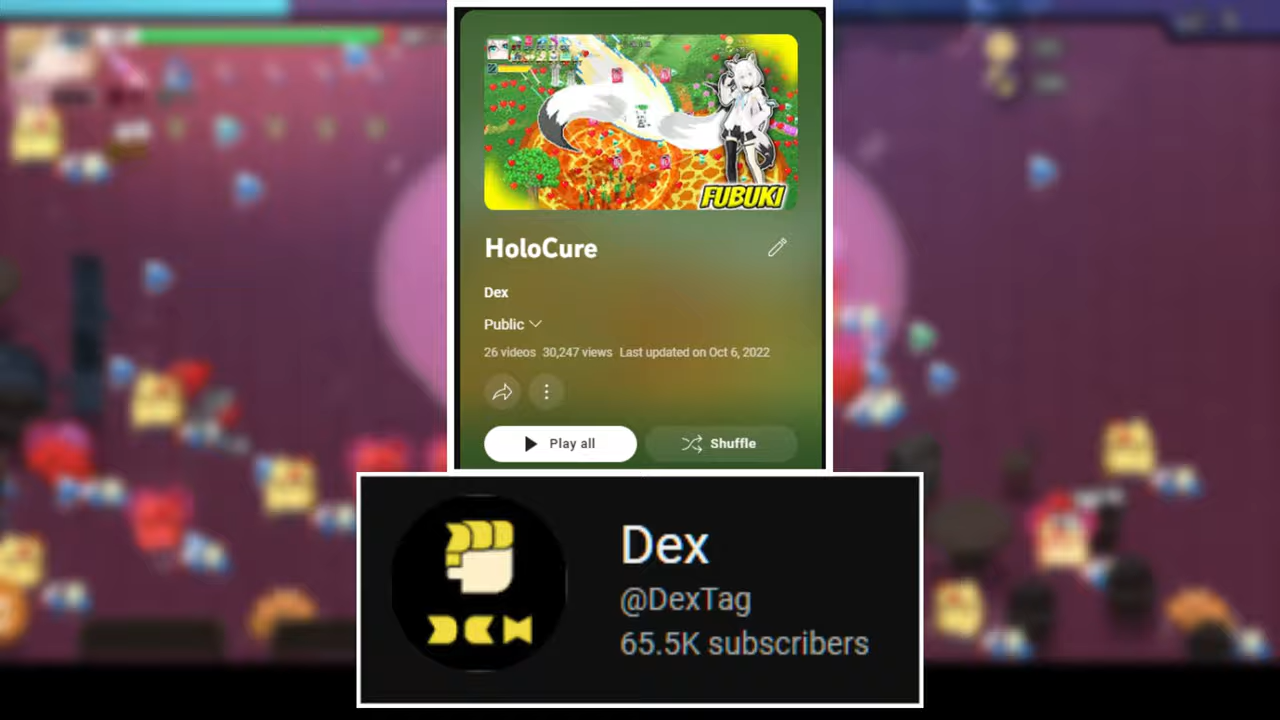 FUBUKI
HoloCure
Dex
Public
26 videos 30,247 views Last updated on Oct 6, 2022
Play all
Shuffle
DEX
Dex
@DexTag
65.5K subscribers